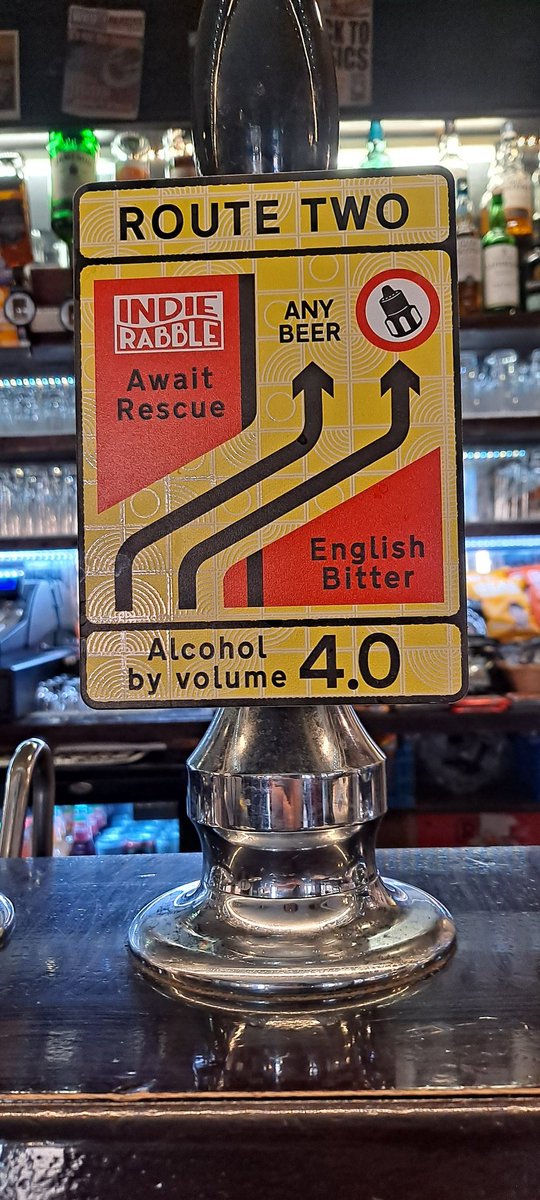 ROUTE TWO
INDIE
RABBLE
Await
Rescue
ANY
BEER
English
Bitter
Alcohol
by volume 4.0